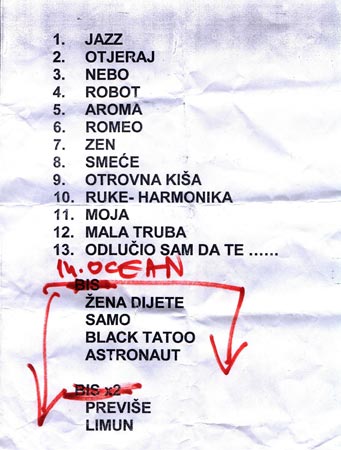 1. JAZZ
2. OTJERAJ
3. NEBO
4. ROBOT
5. AROMA
6. ROMEO
7. ZEN
8. SMEĆE
9. OTROVNA KIŠA
10. RUKE- HARMONIKA
11. MOJA
12. MALA TRUBA
13. ODLUČIO SAM DA TE ......
14. OCEAN
BIS
ŽENA DIJETE
SAMO
BLACK TATOO
ASTRONAUT
BIS x2
PREVIŠE
LIMUN